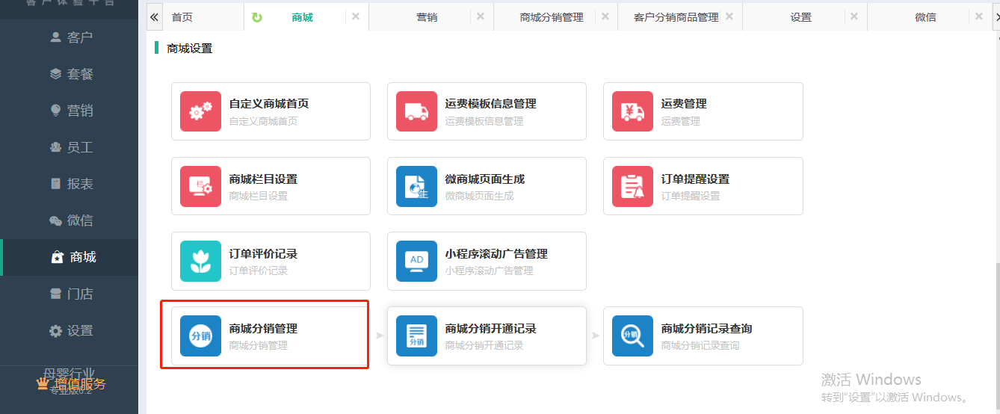 客户体验平台
客户
套餐
营销
员工
报表
微信
商城
门店
设置
母婴行业
增值服务
专业版6.2
首页
商城
营销
商城分销管理
客户分销商品管理
设置
微信
商城设置
自定义商城首页
自定义商城首页
运费模板信息管理
运费模板信息管理
¥
运费管理
运费管理
栏
商城栏目设置
商城栏目设置
生
微商城页面生成
微商城页面生成
订单提醒设置
订单提醒设置
订单评价记录
订单评价记录
AD
小程序滚动广告管理
小程序滚动广告管理
分销
商城分销管理
商城分销管理
分销
商城分销开通记录
商城分销开通记录
分销
商城分销记录查询
商城分销记录查询
激活 Windows
转到“设置”以激活 Windows。